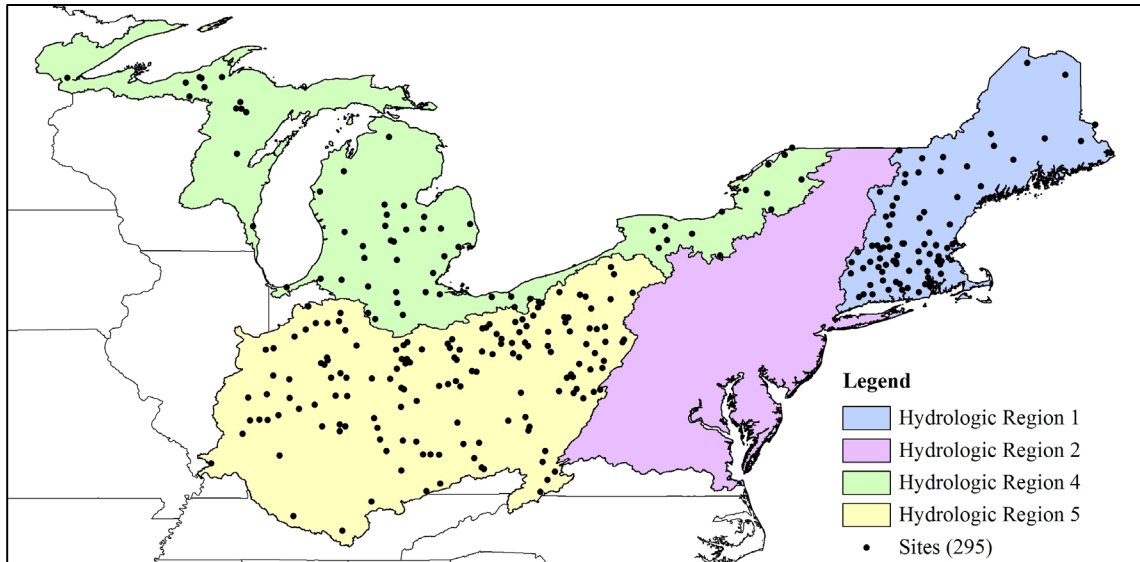 Legend
Hydrologic Region 1
Hydrologic Region 2
Hydrologic Region 4
Hydrologic Region 5
Sites (295)